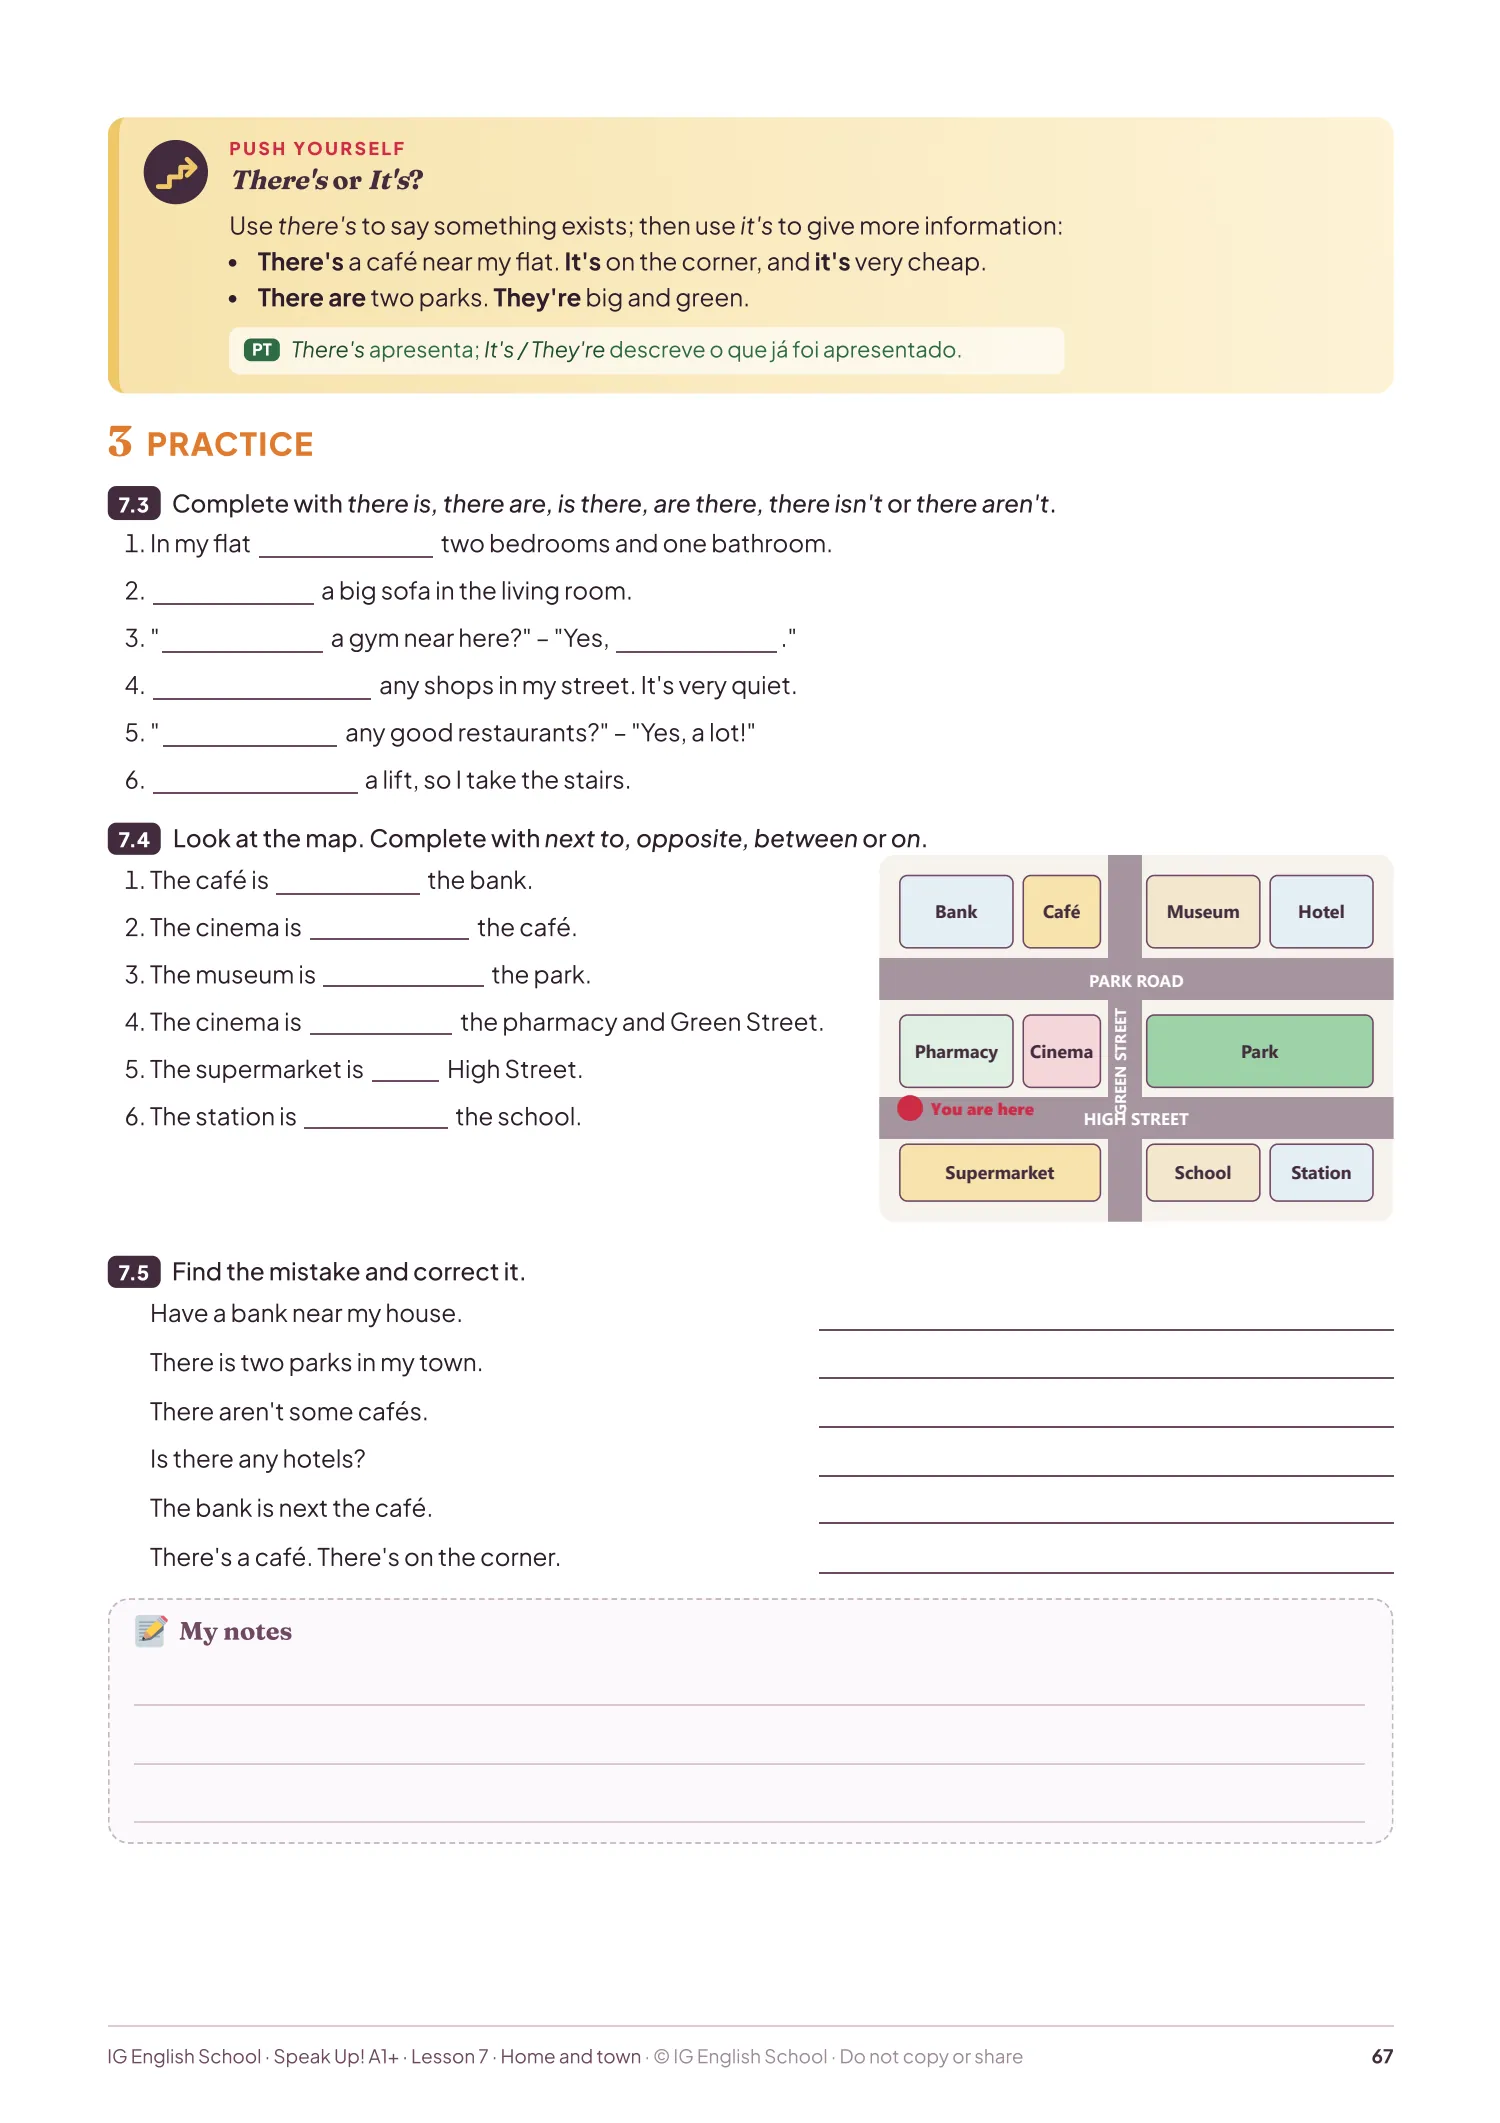 PUSH YOURSELF
There's or It's?
Use there's to say something exists; then use it's to give more information:
• There's a café near my flat. It's on the corner, and it's very cheap.
• There are two parks. They're big and green.
PT There's apresenta; It's / They're descreve o que já foi apresentado.
3 PRACTICE
7.3 Complete with there is, there are, is there, are there, there isn't or there aren't.
1. In my flat ____________ two bedrooms and one bathroom.
2. ____________ a big sofa in the living room.
3. "____________ a gym near here?" – "Yes, ____________."
4. ____________ any shops in my street. It's very quiet.
5. "____________ any good restaurants?" – "Yes, a lot!"
6. ____________ a lift, so I take the stairs.
7.4 Look at the map. Complete with next to, opposite, between or on.
1. The café is ____________ the bank.
2. The cinema is ____________ the café.
3. The museum is ____________ the park.
4. The cinema is ____________ the pharmacy and Green Street.
5. The supermarket is _____ High Street.
6. The station is ____________ the school.
Bank Café Museum Hotel
PARK ROAD
GREEN STREET
Pharmacy Cinema Park
You are here
HIGH STREET
Supermarket School Station
7.5 Find the mistake and correct it.
Have a bank near my house.
There is two parks in my town.
There aren't some cafés.
Is there any hotels?
The bank is next the café.
There's a café. There's on the corner.
My notes
IG English School · Speak Up! A1+ · Lesson 7 · Home and town · © IG English School · Do not copy or share 67